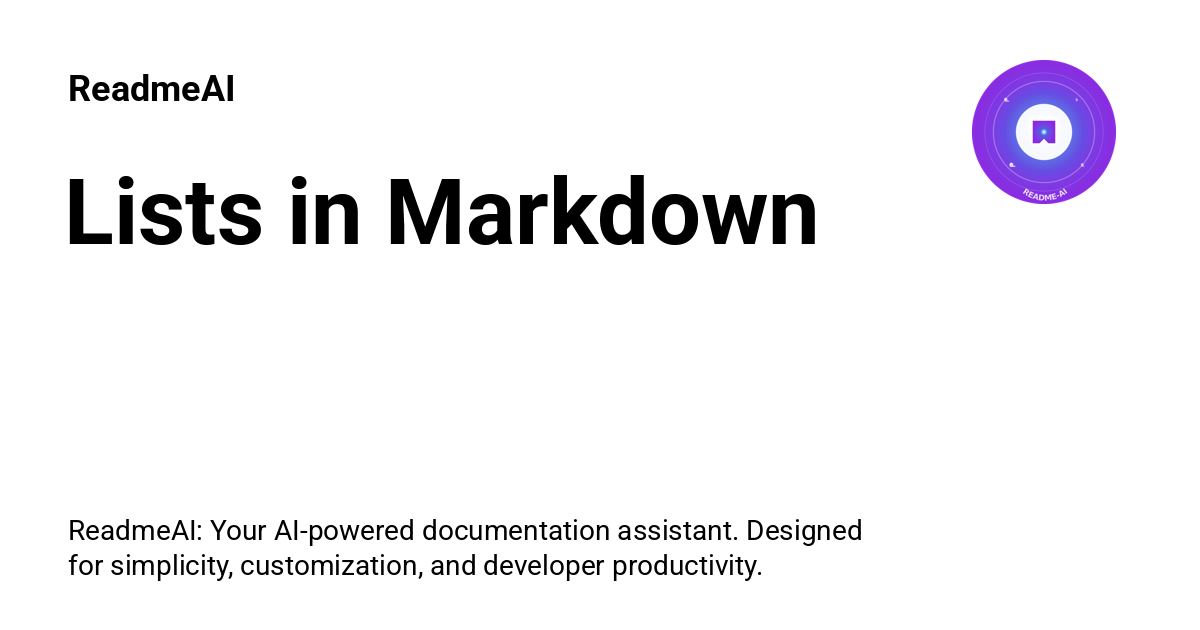 ReadmeAI
Lists in Markdown
README-AI
ReadmeAI: Your AI-powered documentation assistant. Designed
for simplicity, customization, and developer productivity.